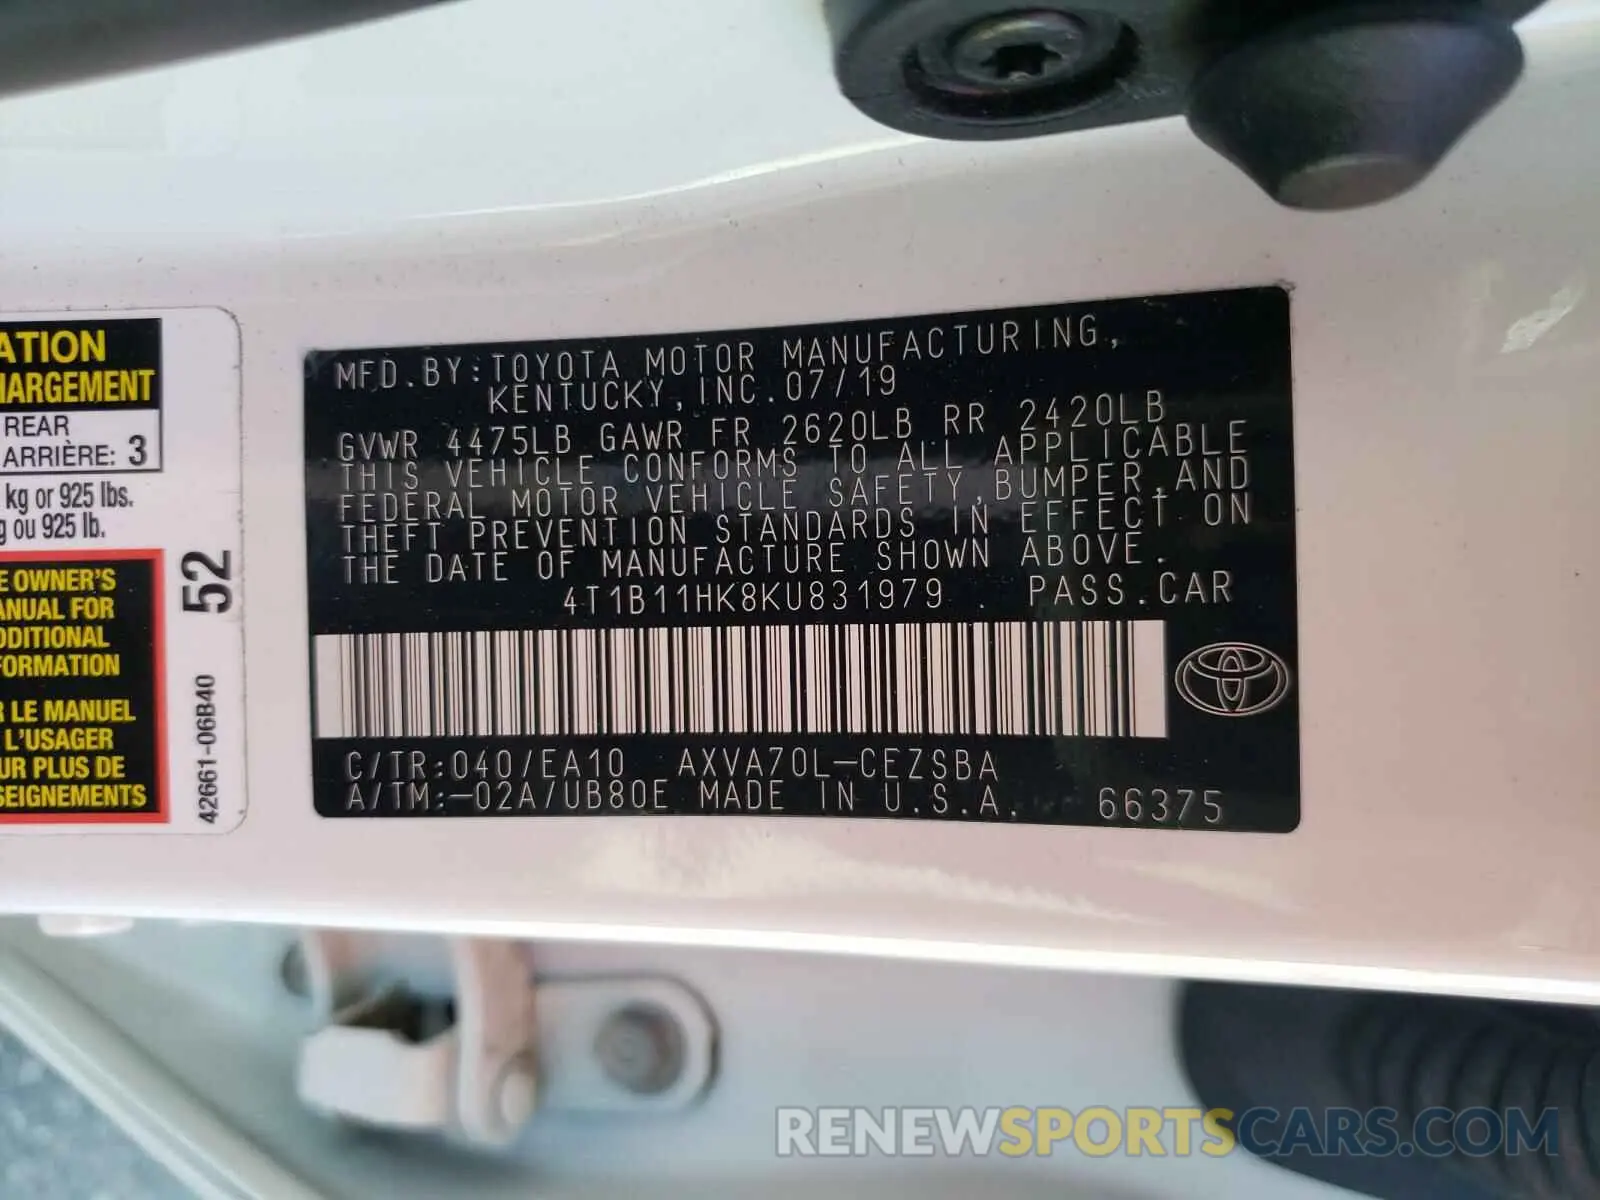 ATION
HARGEMENT
REAR
ARRIÈRE: 3
kg or 925 lbs.
g ou 925 lb.
E OWNER'S
ANUAL FOR
DDITIONAL
FORMATION
R LE MANUEL
L'USAGER
UR PLUS DE
SEIGNEMENTS
52
42661-06B40
MFD.BY:TOYOTA MOTOR MANUFACTURING,
KENTUCKY,INC.07/19
GVWR 4475LB GAWR FR 2620LB RR 2420LB
THIS VEHICLE CONFORMS TO ALL APPLICABLE
FEDERAL MOTOR VEHICLE SAFETY,BUMPER,AND
THEFT PREVENTION STANDARDS IN EFFECT ON
THE DATE OF MANUFACTURE SHOWN ABOVE.
4T1B11HK8KU831979 PASS.CAR
C/TR:040/EA10 AXVA70L-CEZSBA
A/TM:-02A/UB80E MADE IN U.S.A. 66375
RENEWSPORTSCARS.COM